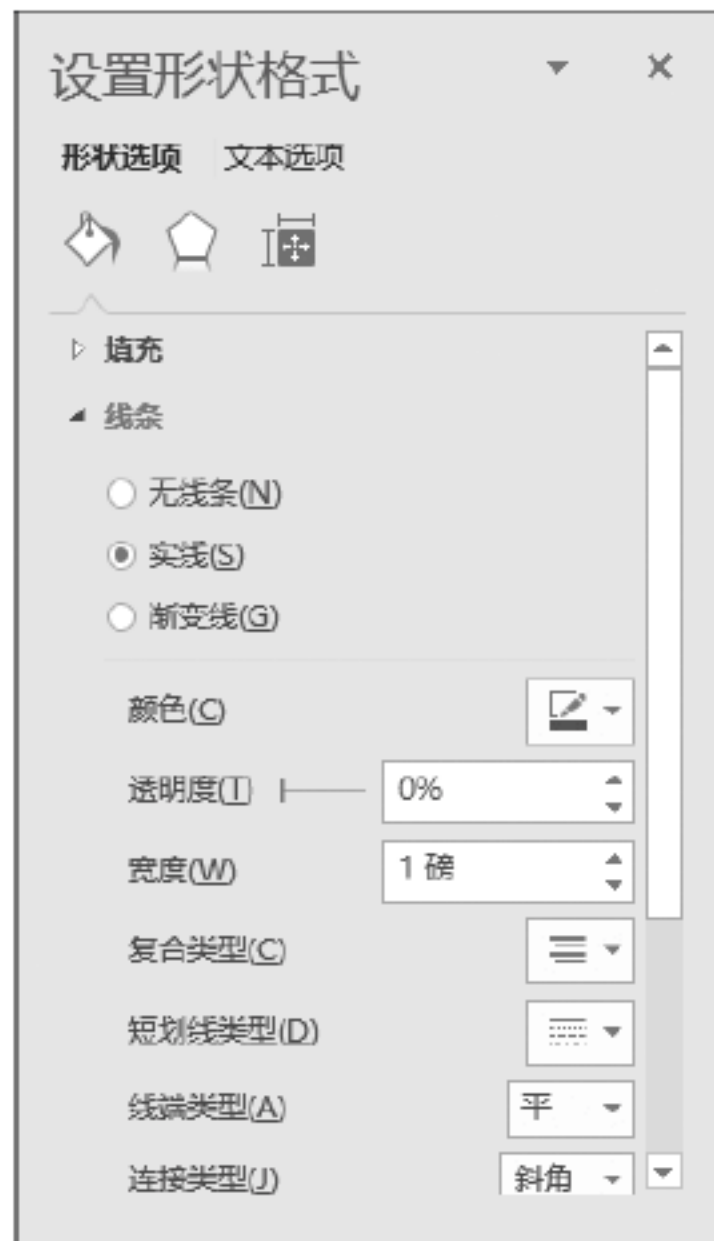 设置形状格式
形状选项 文本选项
填充
线条
无线条(N)
实线(S)
渐变线(G)
颜色(C)
透明度(T) 0%
宽度(W) 1 磅
复合类型(C)
短划线类型(D)
线端类型(A) 平
连接类型(J) 斜角